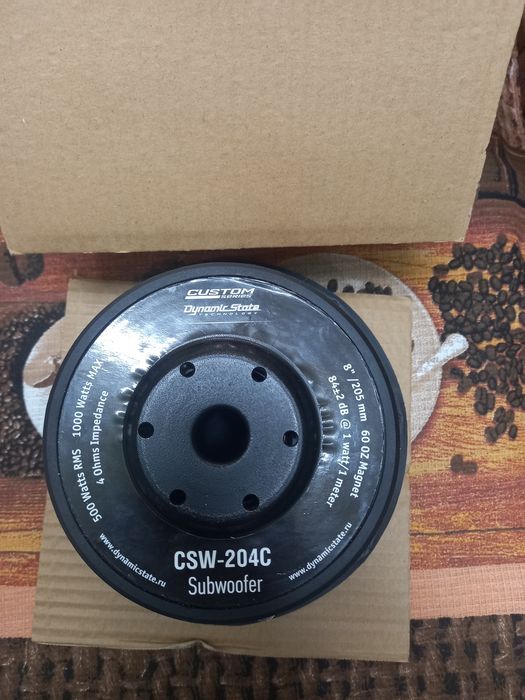 CUSTOM
SERIES
Dynamic State
TECHNOLOGY
500 Watts RMS 1000 Watts MAX
4 Ohms Impedance
8" /205 mm 60 OZ Magnet
84±2 dB @ 1 watt/1 meter
www.dynamicstate.ru
CSW-204C
Subwoofer
www.dynamicstate.ru